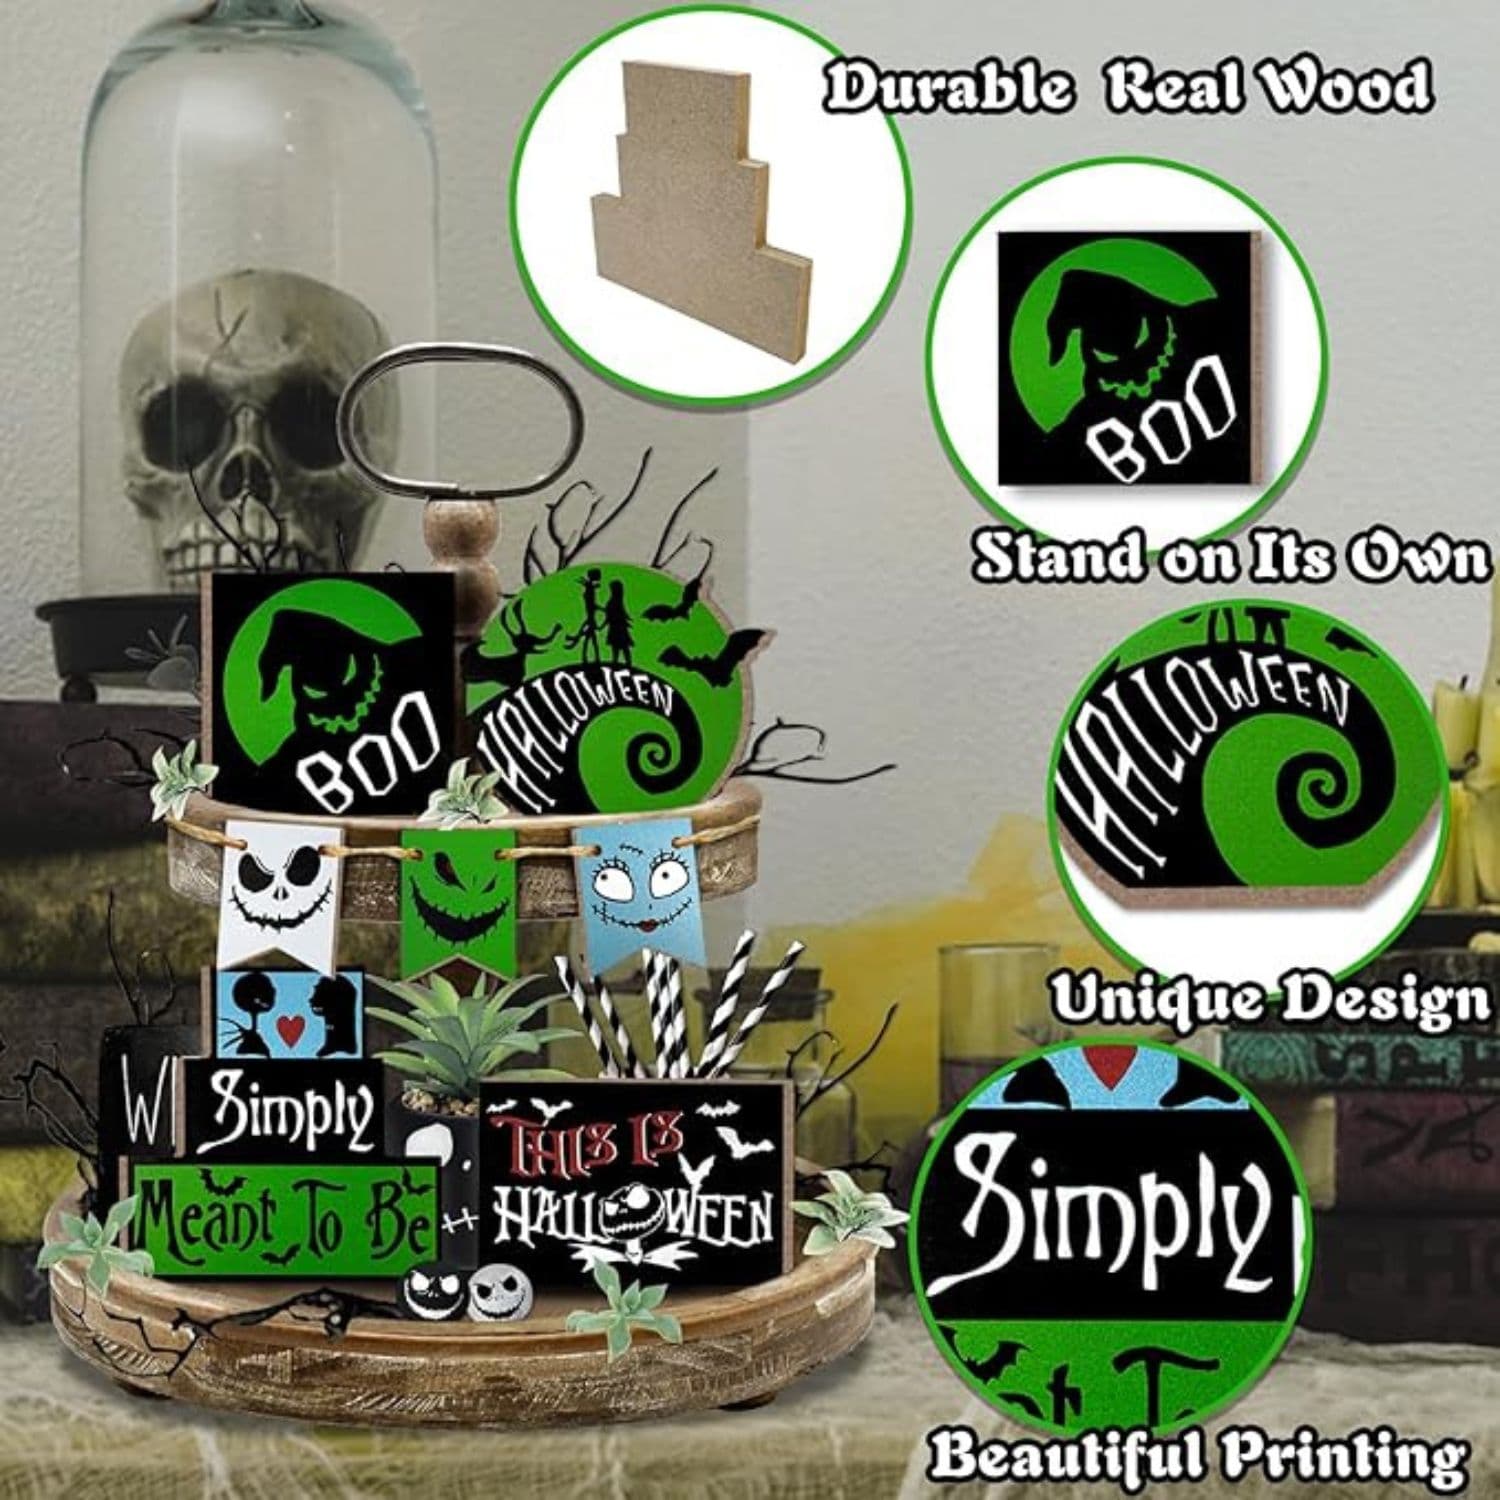 Durable Real Wood
BOO
Stand on Its Own
BOO
HALLOWEEN
HALLOWEEN
Unique Design
W
Simply
Meant To Be
THIS IS
HALLOWEEN
Simply
t T
Beautiful Printing